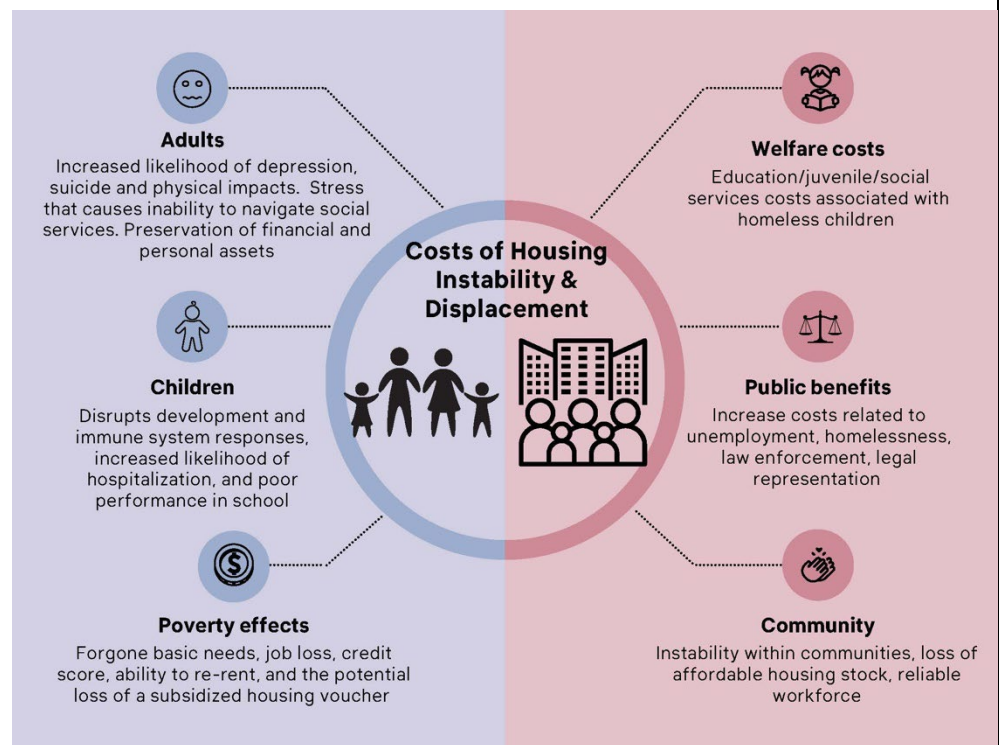 Costs of Housing
Instability &
Displacement
Adults
Increased likelihood of depression,
suicide and physical impacts.  Stress
that causes inability to navigate social
services. Preservation of financial and
personal assets
Children
Disrupts development and
immune system responses,
increased likelihood of
hospitalization, and poor
performance in school
Poverty effects
Forgone basic needs, job loss, credit
score, ability to re-rent, and the potential
loss of a subsidized housing voucher
Welfare costs
Education/juvenile/social
services costs associated with
homeless children
Public benefits
Increase costs related to
unemployment, homelessness,
law enforcement, legal
representation
Community
Instability within communities, loss of
affordable housing stock, reliable
workforce
$